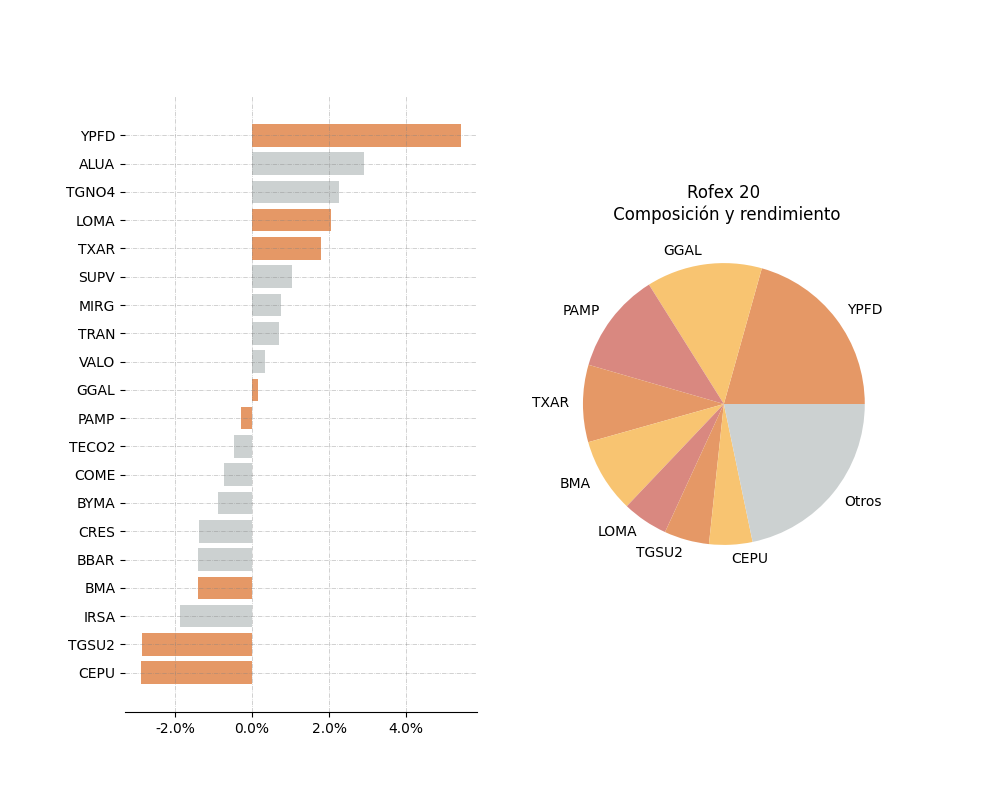 YPFD
ALUA
TGNO4
LOMA
TXAR
SUPV
MIRG
TRAN
VALO
GGAL
PAMP
TECO2
COME
BYMA
CRES
BBAR
BMA
IRSA
TGSU2
CEPU
-2.0% 0.0% 2.0% 4.0%
Rofex 20
Composición y rendimiento
GGAL
YPFD
PAMP
TXAR
BMA
Otros
LOMA
TGSU2
CEPU